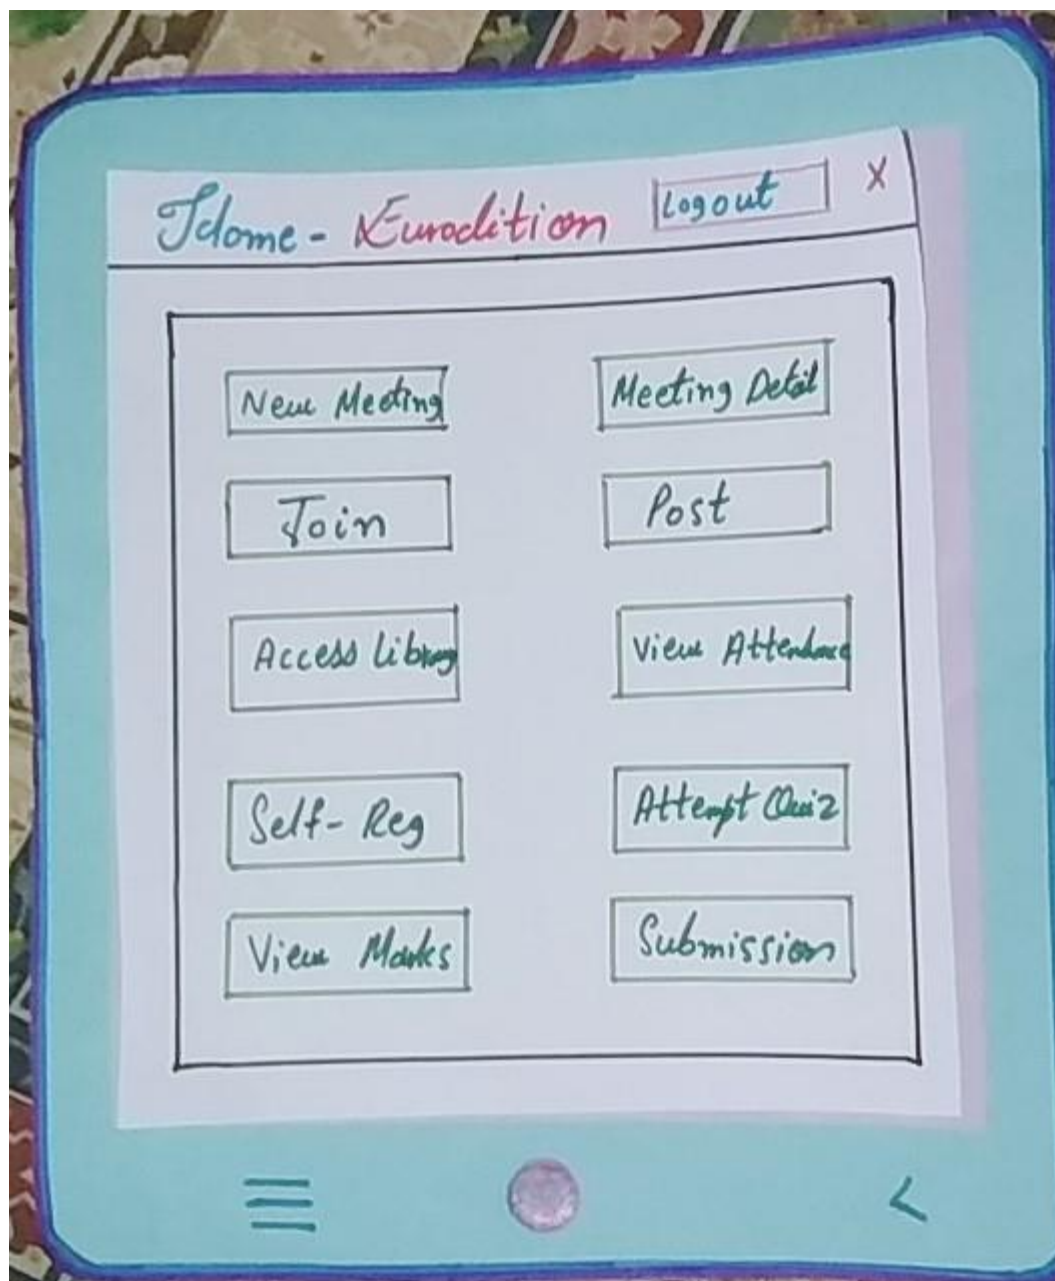 Home - Eurodition Logout X
New Meeting Meeting Detail
Join Post
Access Library View Attendance
Self-Reg Attempt Quiz
View Marks Submission